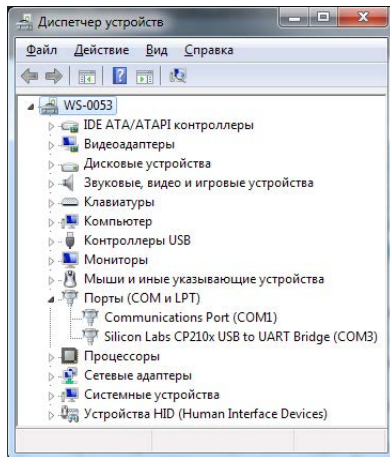 Диспетчер устройств
Файл Действие Вид Справка
WS-0053
IDE ATA/ATAPI контроллеры
Видеоадаптеры
Дисковые устройства
Звуковые, видео и игровые устройства
Клавиатуры
Компьютер
Контроллеры USB
Мониторы
Мыши и иные указывающие устройства
Порты (COM и LPT)
Communications Port (COM1)
Silicon Labs CP210x USB to UART Bridge (COM3)
Процессоры
Сетевые адаптеры
Системные устройства
Устройства HID (Human Interface Devices)